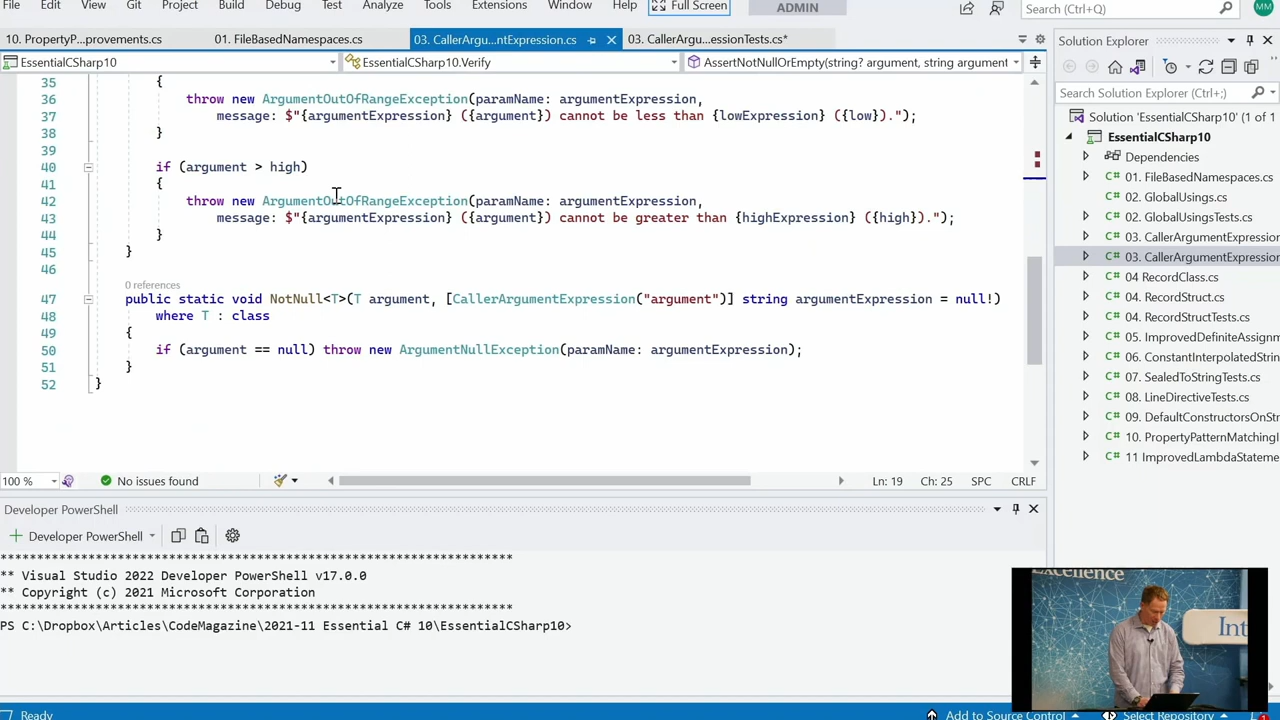 File Edit View Git Project Build Debug Test Analyze Tools Extensions Window Help Full Screen ADMIN Search (Ctrl+Q) MM
10. PropertyP...provements.cs 01. FileBasedNamespaces.cs 03. CallerArgu...ntExpression.cs 03. CallerArgu...essionTests.cs*
EssentialCSharp10 EssentialCSharp10.Verify AssertNotNullOrEmpty(string? argument, string argument
35 {
36 throw new ArgumentOutOfRangeException(paramName: argumentExpression,
37 message: $"{argumentExpression} ({argument}) cannot be less than {lowExpression} ({low}).");
38 }
39
40 if (argument > high)
41 {
42 throw new ArgumentOutOfRangeException(paramName: argumentExpression,
43 message: $"{argumentExpression} ({argument}) cannot be greater than {highExpression} ({high}).");
44 }
45 }
46
0 references
47 public static void NotNull<T>(T argument, [CallerArgumentExpression("argument")] string argumentExpression = null!)
48 where T : class
49 {
50 if (argument == null) throw new ArgumentNullException(paramName: argumentExpression);
51 }
52 }
100 % No issues found Ln: 19 Ch: 25 SPC CRLF
Developer PowerShell
Developer PowerShell
******************************************************************
** Visual Studio 2022 Developer PowerShell v17.0.0
** Copyright (c) 2021 Microsoft Corporation
******************************************************************
PS C:\Dropbox\Articles\CodeMagazine\2021-11 Essential C# 10\EssentialCSharp10>
Solution Explorer
Search Solution Explorer (Ctrl+;)
Solution 'EssentialCSharp10' (1 of 1
EssentialCSharp10
Dependencies
C# 01. FileBasedNamespaces.cs
C# 02. GlobalUsings.cs
C# 02. GlobalUsingsTests.cs
C# 03. CallerArgumentExpression
C# 03. CallerArgumentExpression
C# 04 RecordClass.cs
C# 04. RecordStruct.cs
C# 04. RecordStructTests.cs
C# 05. ImprovedDefiniteAssignm
C# 06. ConstantInterpolatedStrin
C# 07. SealedToStringTests.cs
C# 08. LineDirectiveTests.cs
C# 09. DefaultConstructorsOnStr
C# 10. PropertyPatternMatchingI
C# 11 ImprovedLambdaStateme
Excellence
Int
Ready Add to Source Control Select Repository